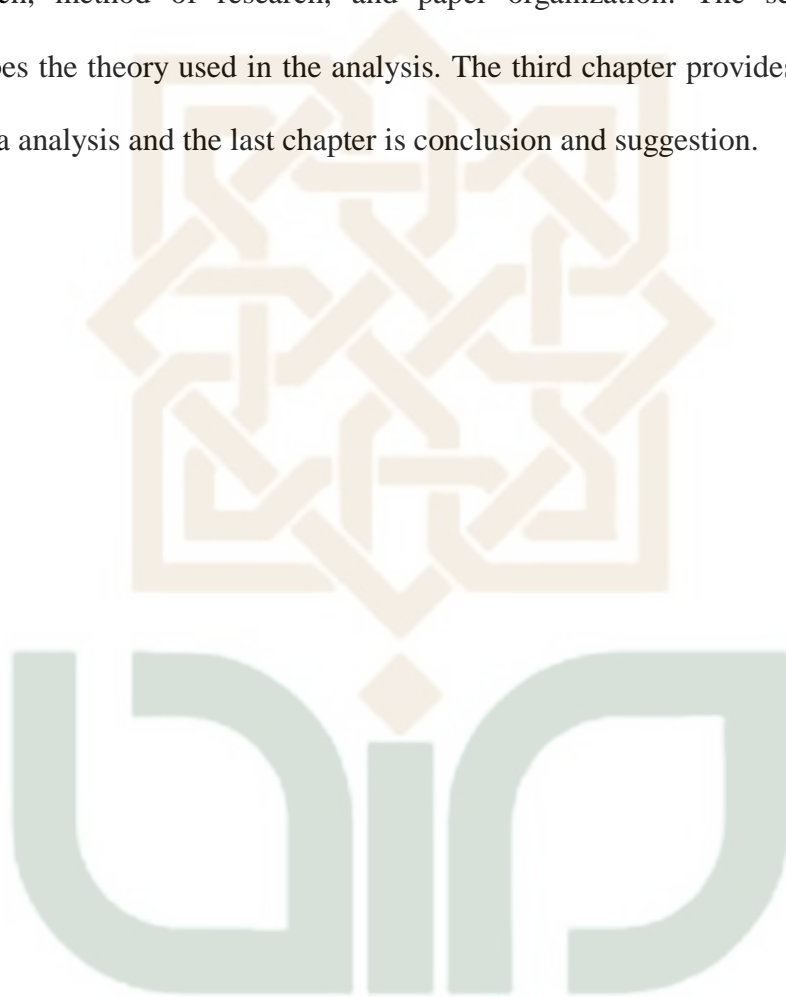 method of research, and paper organization. The
the theory used in the analysis. The third chapter provides
analysis and the last chapter is conclusion and suggestion.